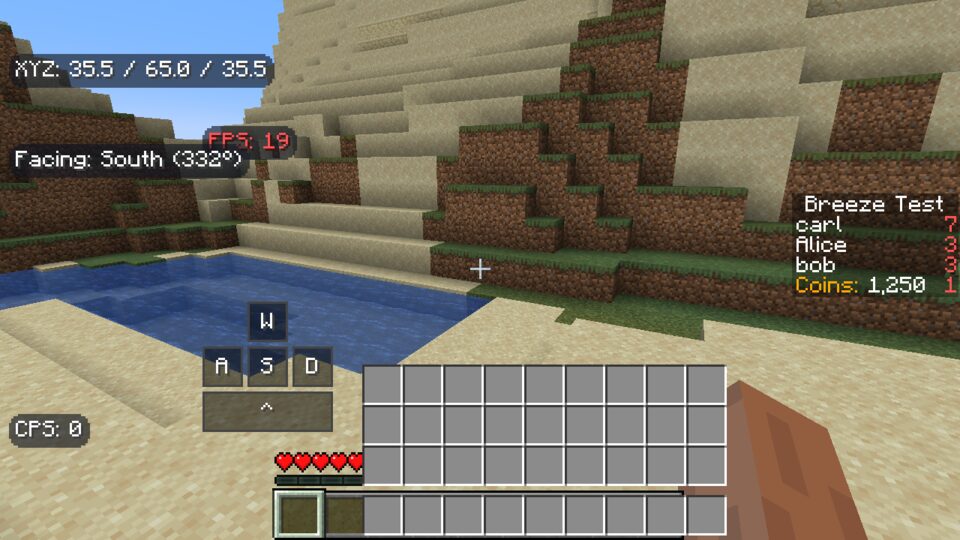 XYZ: 35.5 / 65.0 / 35.5
FPS: 19
Facing: South (332°)
Breeze Test
carl 7
Alice 3
bob 3
Coins: 1,250 1
W
A S D
^
CPS: 0